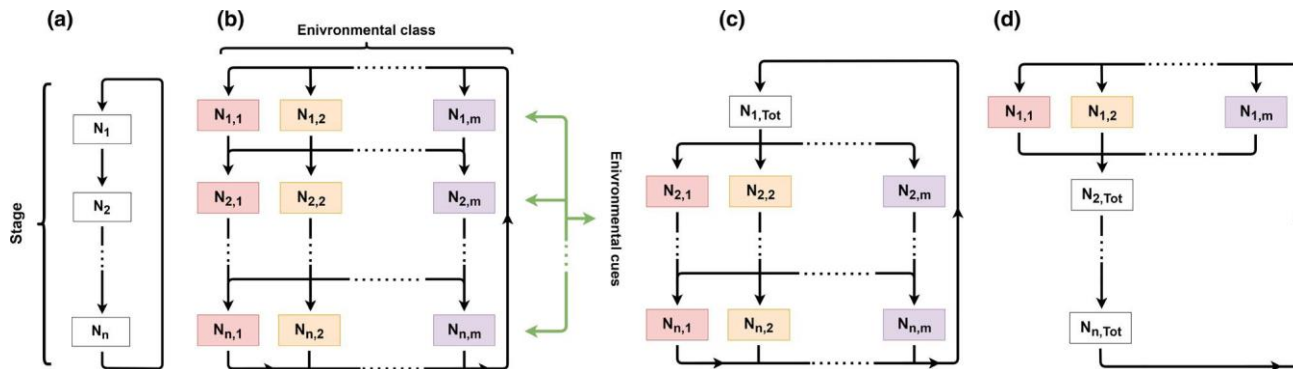 (a)
Stage
N1
N2
Nn
(b)
Enivronmental class
N1,1 N1,2 N1,m
N2,1 N2,2 N2,m
Nn,1 Nn,2 Nn,m
Enivronmental cues
(c)
N1,Tot
N2,1 N2,2 N2,m
Nn,1 Nn,2 Nn,m
(d)
N1,1 N1,2 N1,m
N2,Tot
Nn,Tot